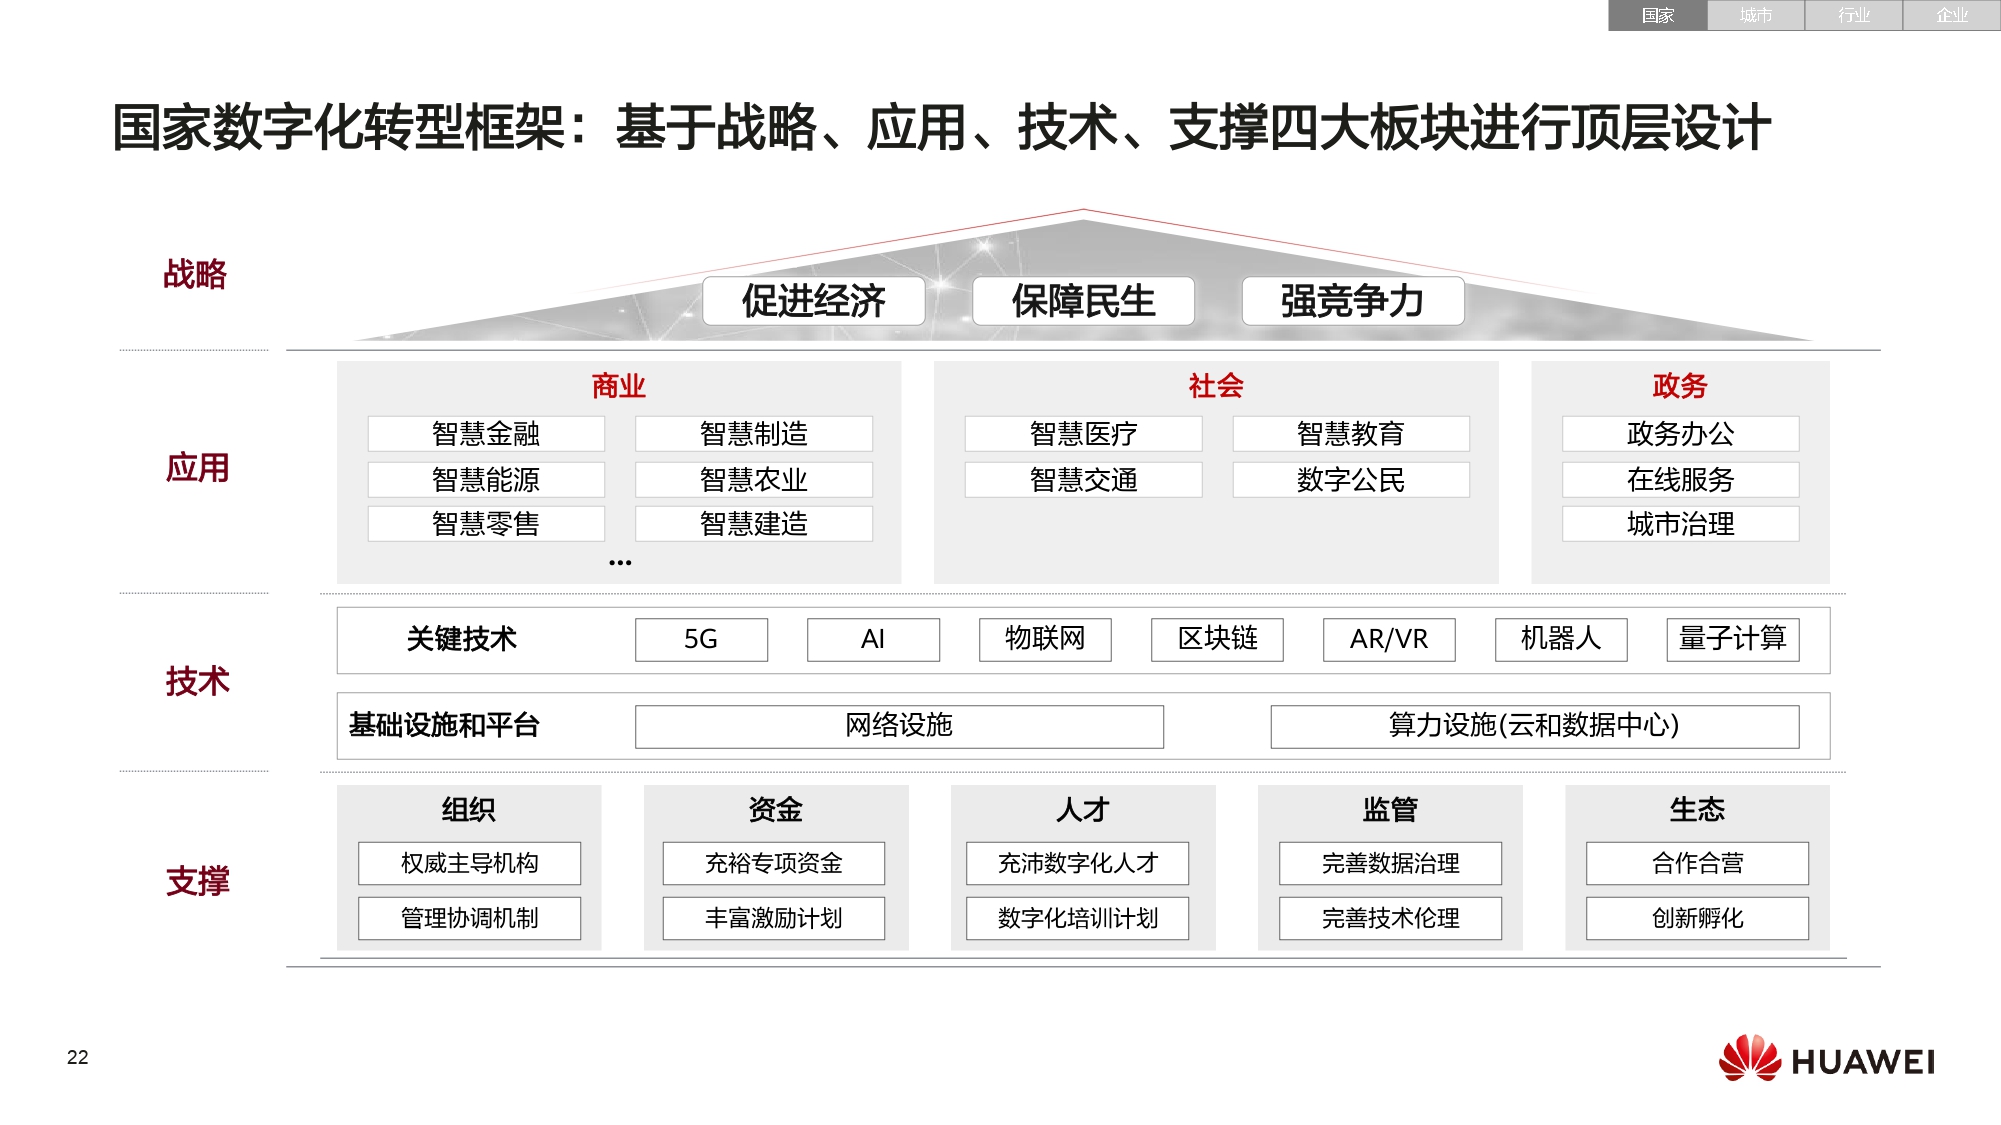 国家 城市 行业 企业
国家数字化转型框架：基于战略、应用、技术、支撑四大板块进行顶层设计
战略
促进经济 保障民生 强竞争力
应用
商业 社会 政务
智慧金融 智慧制造 智慧医疗 智慧教育 政务办公
智慧能源 智慧农业 智慧交通 数字公民 在线服务
智慧零售 智慧建造 城市治理
...
技术
关键技术 5G AI 物联网 区块链 AR/VR 机器人 量子计算
基础设施和平台 网络设施 算力设施(云和数据中心)
支撑
组织 资金 人才 监管 生态
权威主导机构 充裕专项资金 充沛数字化人才 完善数据治理 合作合营
管理协调机制 丰富激励计划 数字化培训计划 完善技术伦理 创新孵化
22
HUAWEI